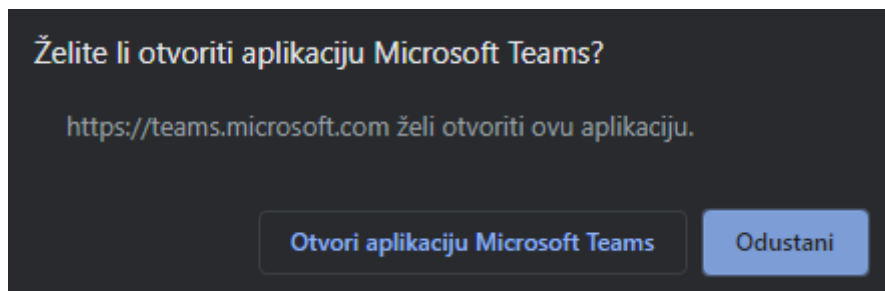 Želite li otvoriti aplikaciju Microsoft Teams?
https://teams.microsoft.com želi otvoriti ovu aplikaciju.
Otvori aplikaciju Microsoft Teams
Odustani